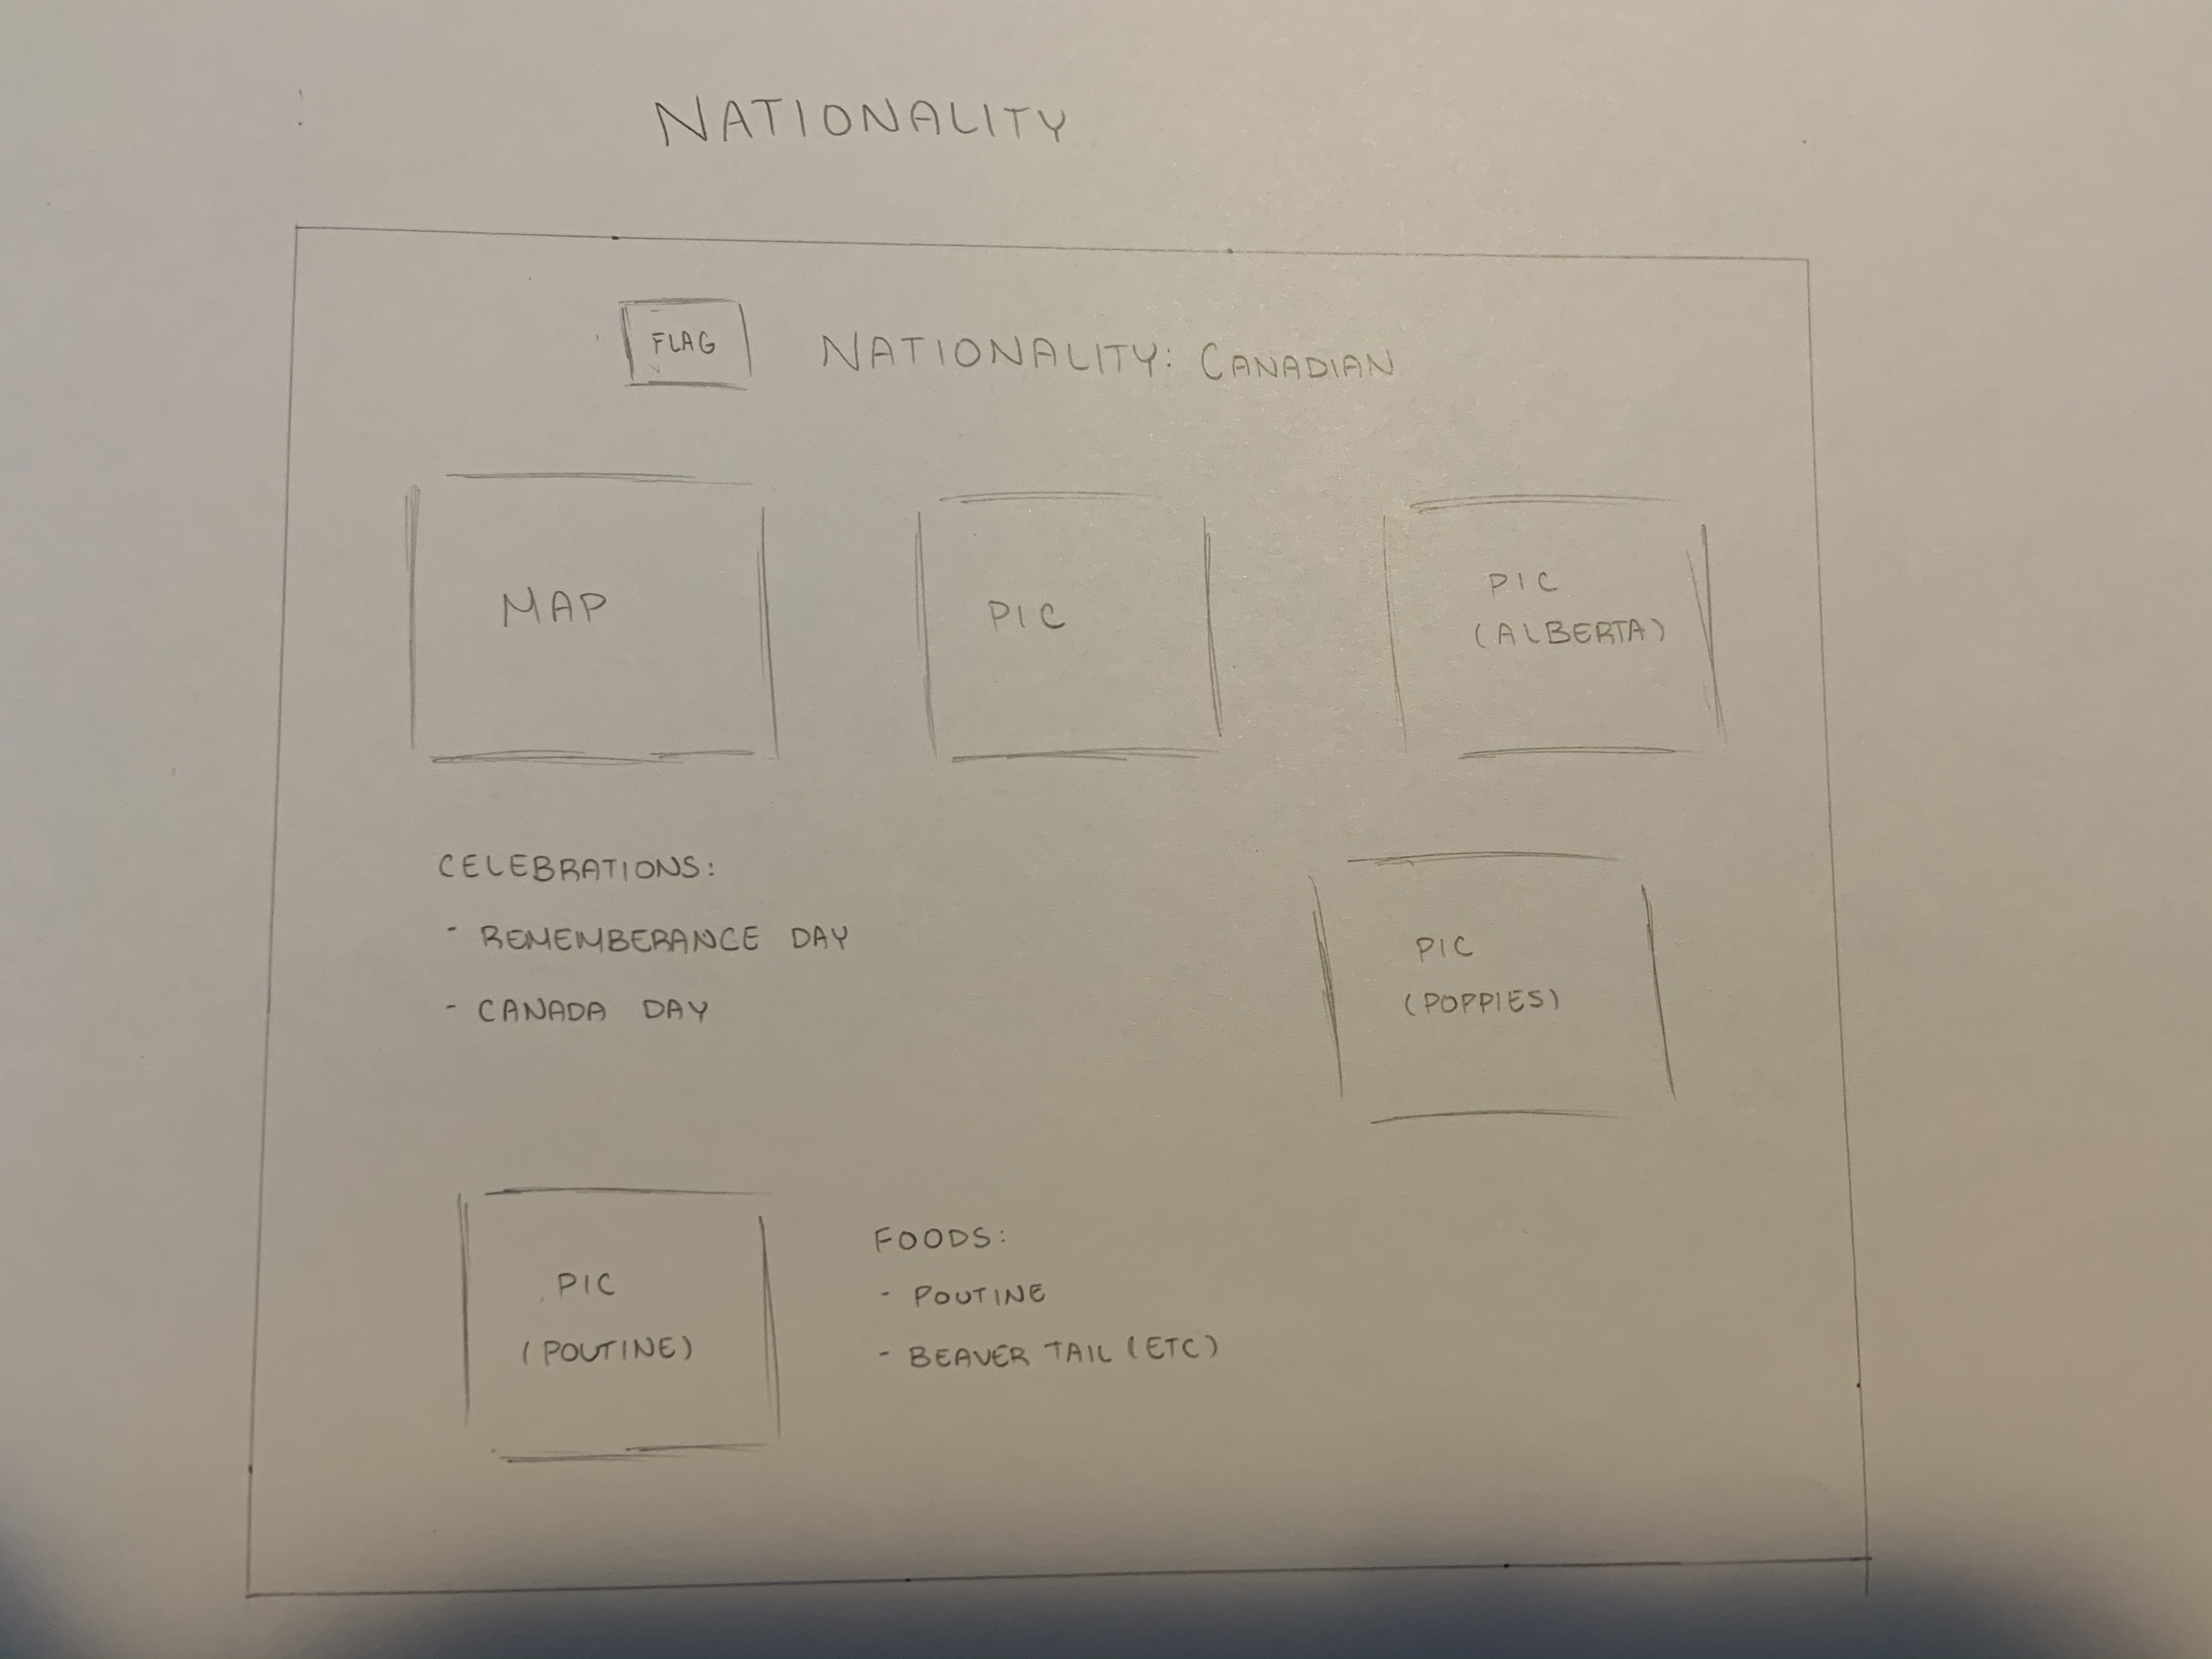 NATIONALITY
FLAG
NATIONALITY: CANADIAN
MAP
PIC
PIC
(ALBERTA)
CELEBRATIONS:
- REMEMBERANCE DAY
- CANADA DAY
PIC
(POPPIES)
PIC
(POUTINE)
FOODS:
- POUTINE
- BEAVER TAIL (ETC)